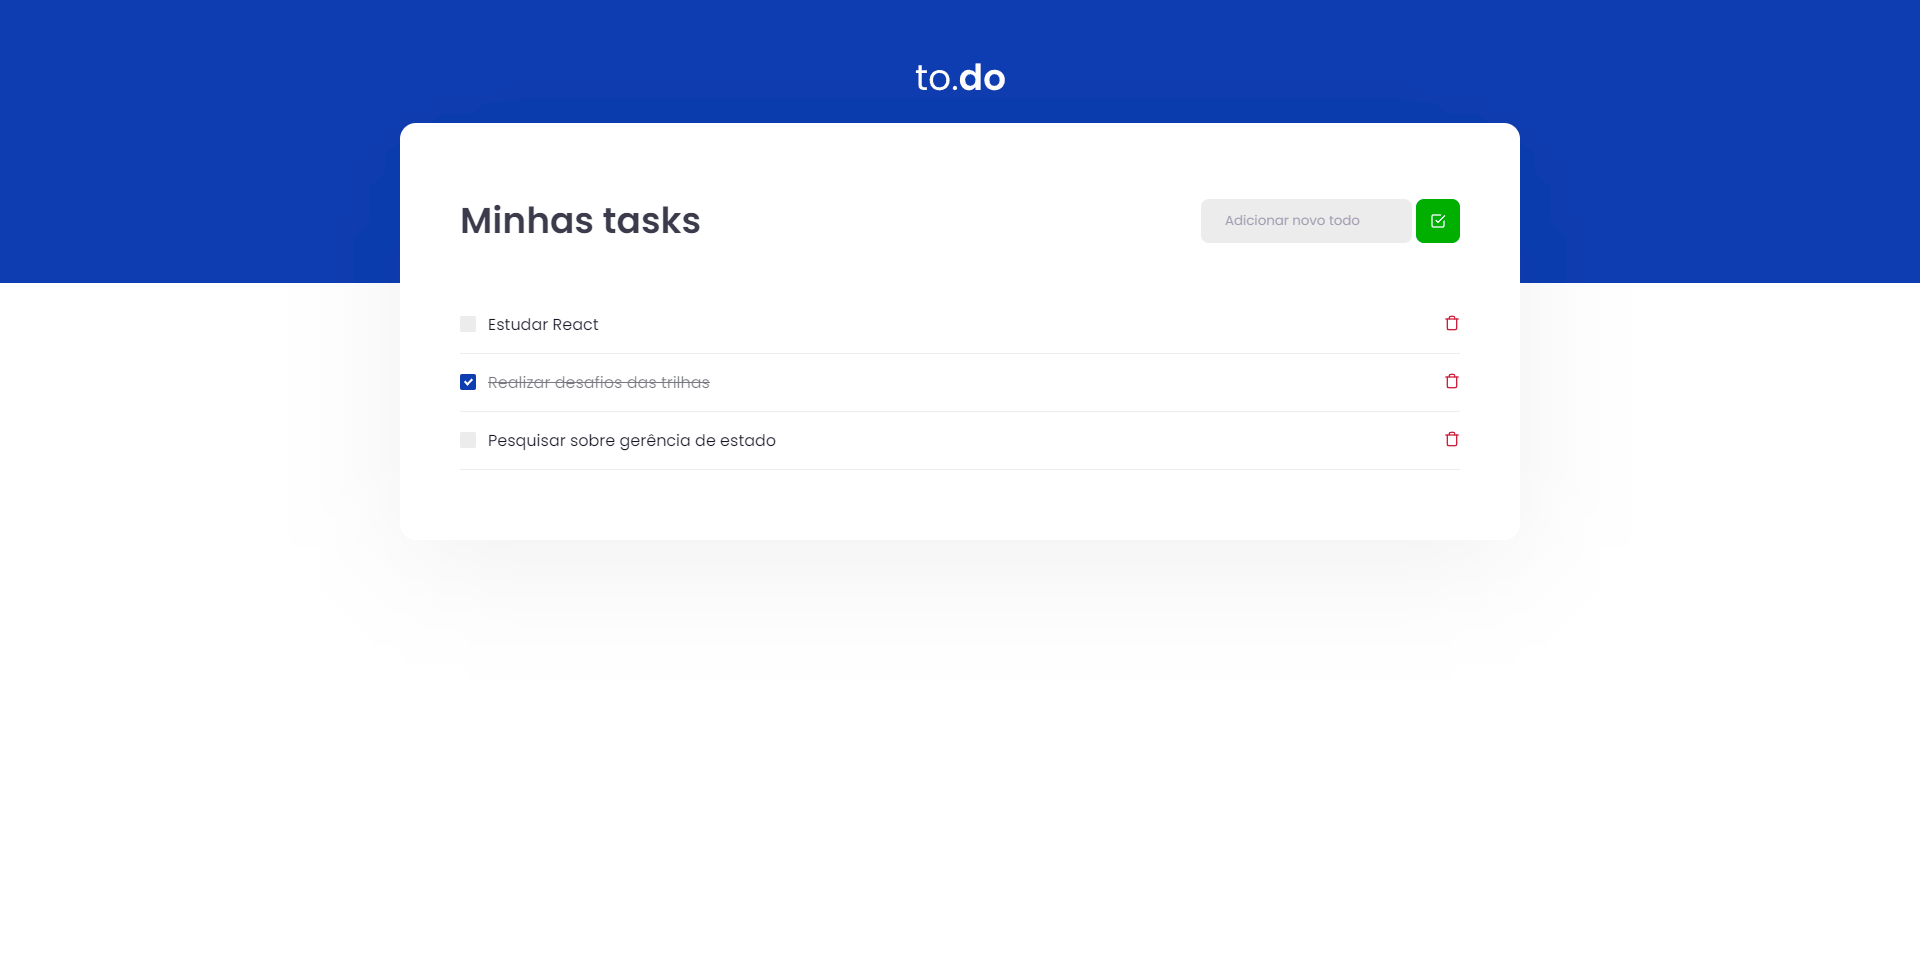 to.do
Minhas tasks
Adicionar novo todo
Estudar React
Realizar desafios das trilhas
Pesquisar sobre gerência de estado